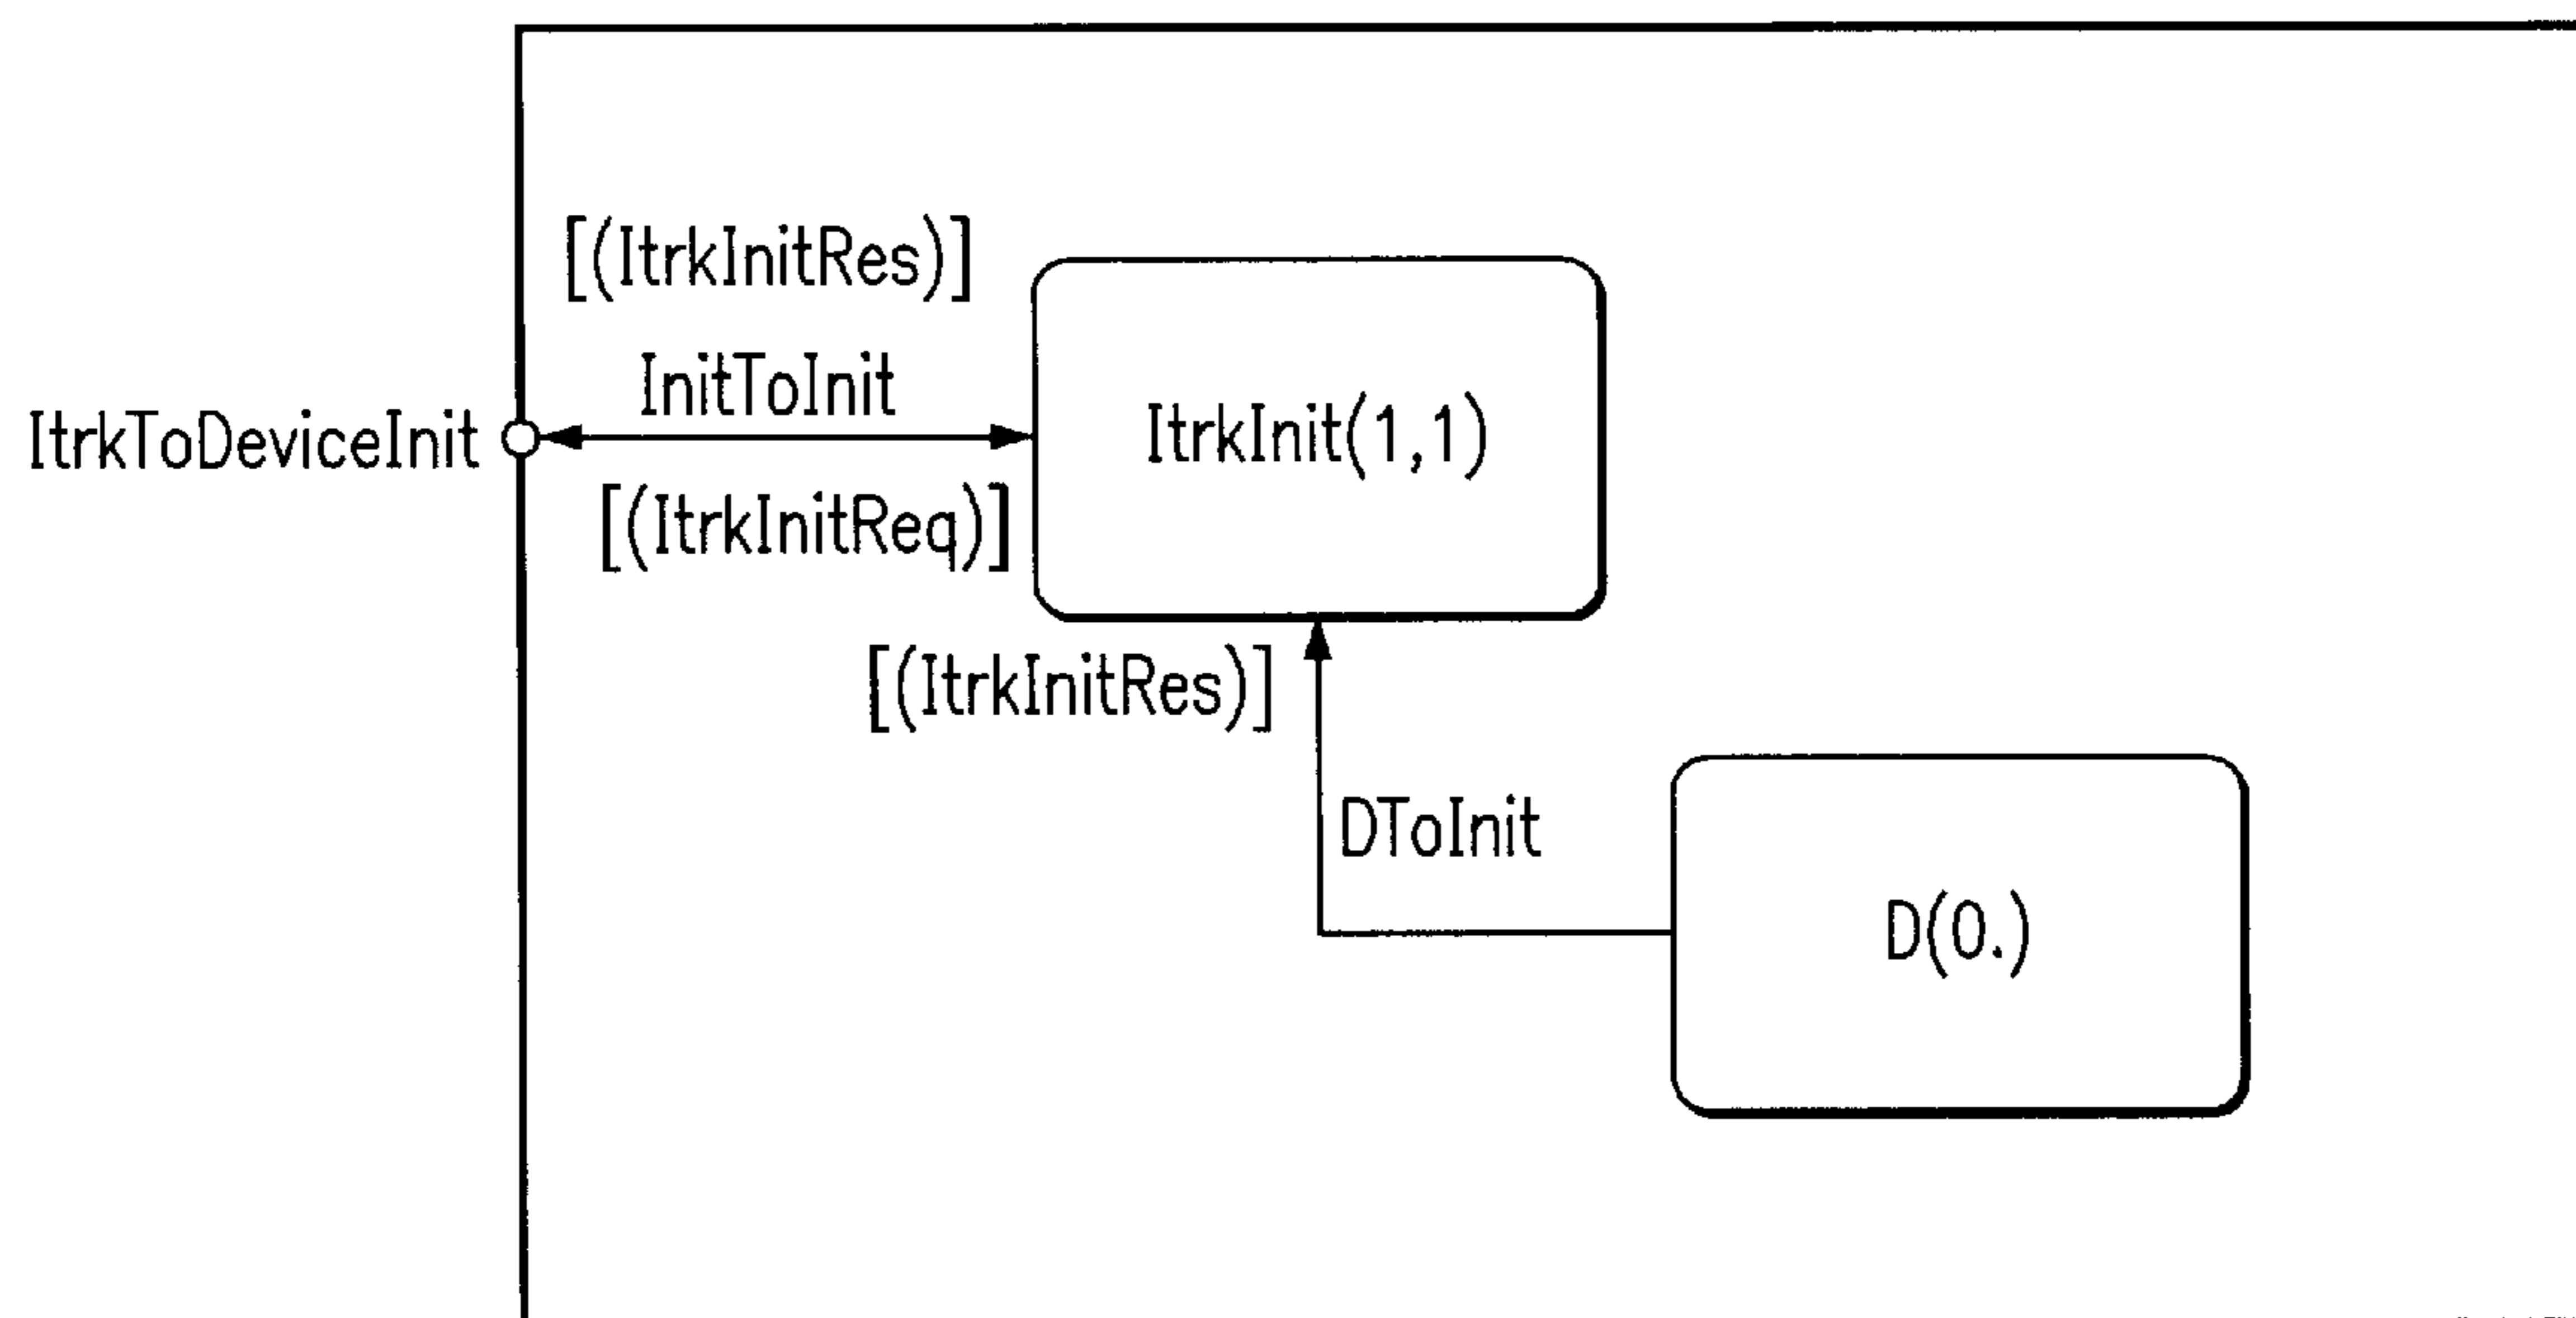 [(ItrkInitRes)]
InitToInit
ItrkToDeviceInit
ItrkInit(1,1)
[(ItrkInitReq)]
[(ItrkInitRes)]
DToInit
D(0.)